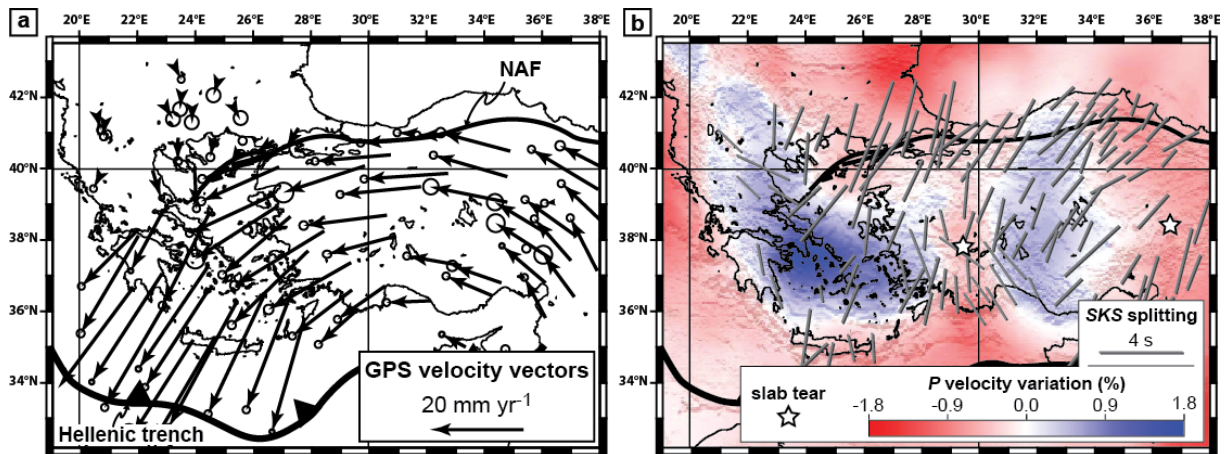 a
20°E 22° 24° 26° 28° 30° 32° 34° 36° 38°E
NAF
42°N
40°N
38°N
36°N
34°N
GPS velocity vectors
20 mm yr-1
Hellenic trench
b
20°E 22° 24° 26° 28° 30° 32° 34° 36° 38°E
42°N
40°N
38°N
36°N
34°N
SKS splitting
4 s
slab tear
P velocity variation (%)
-1.8 -0.9 0.0 0.9 1.8